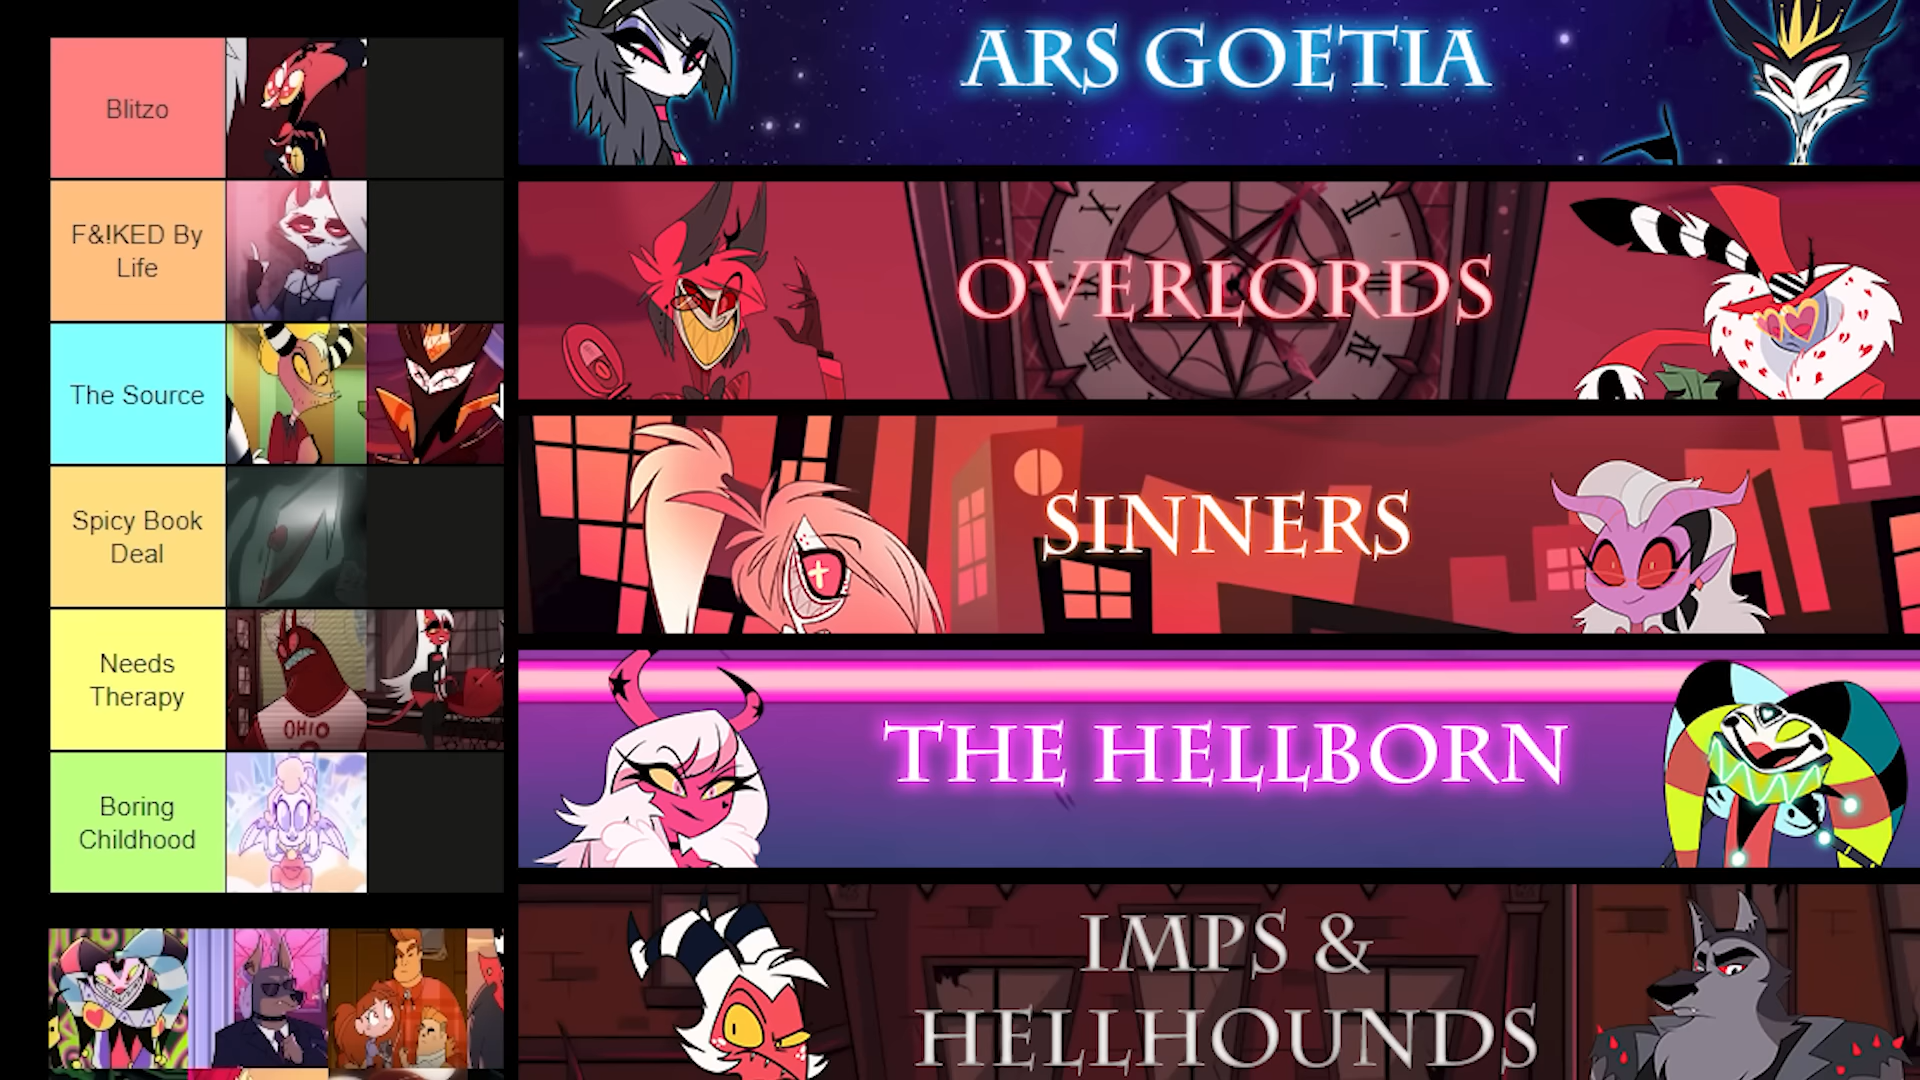 Blitzo
F&!KED By
Life
The Source
Spicy Book
Deal
Needs
Therapy
OHIO
Boring
Childhood
ARS GOETIA
OVERLORDS
SINNERS
THE HELLBORN
IMPS &
HELLHOUNDS